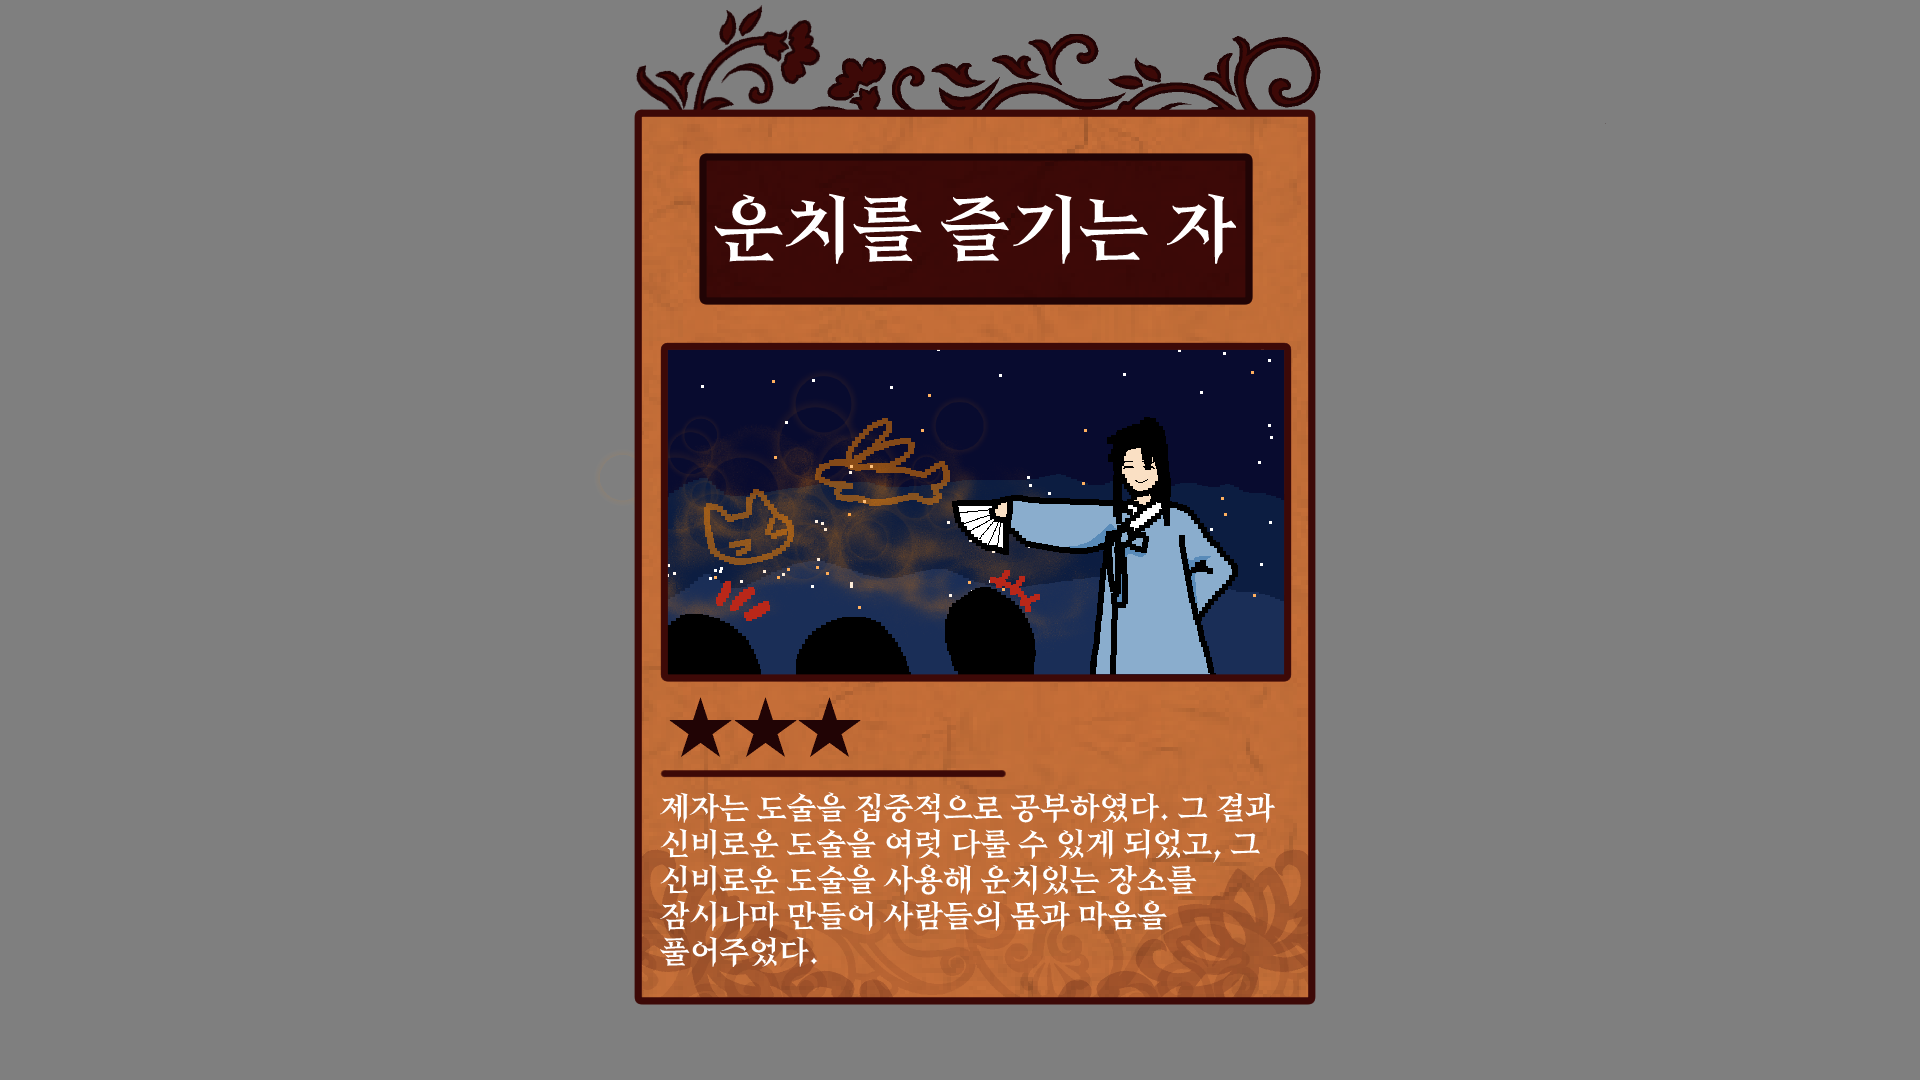 운치를 즐기는 자
제자는 도술을 집중적으로 공부하였다. 그 결과
신비로운 도술을 여럿 다룰 수 있게 되었고, 그
신비로운 도술을 사용해 운치있는 장소를
잠시나마 만들어 사람들의 몸과 마음을
풀어주었다.